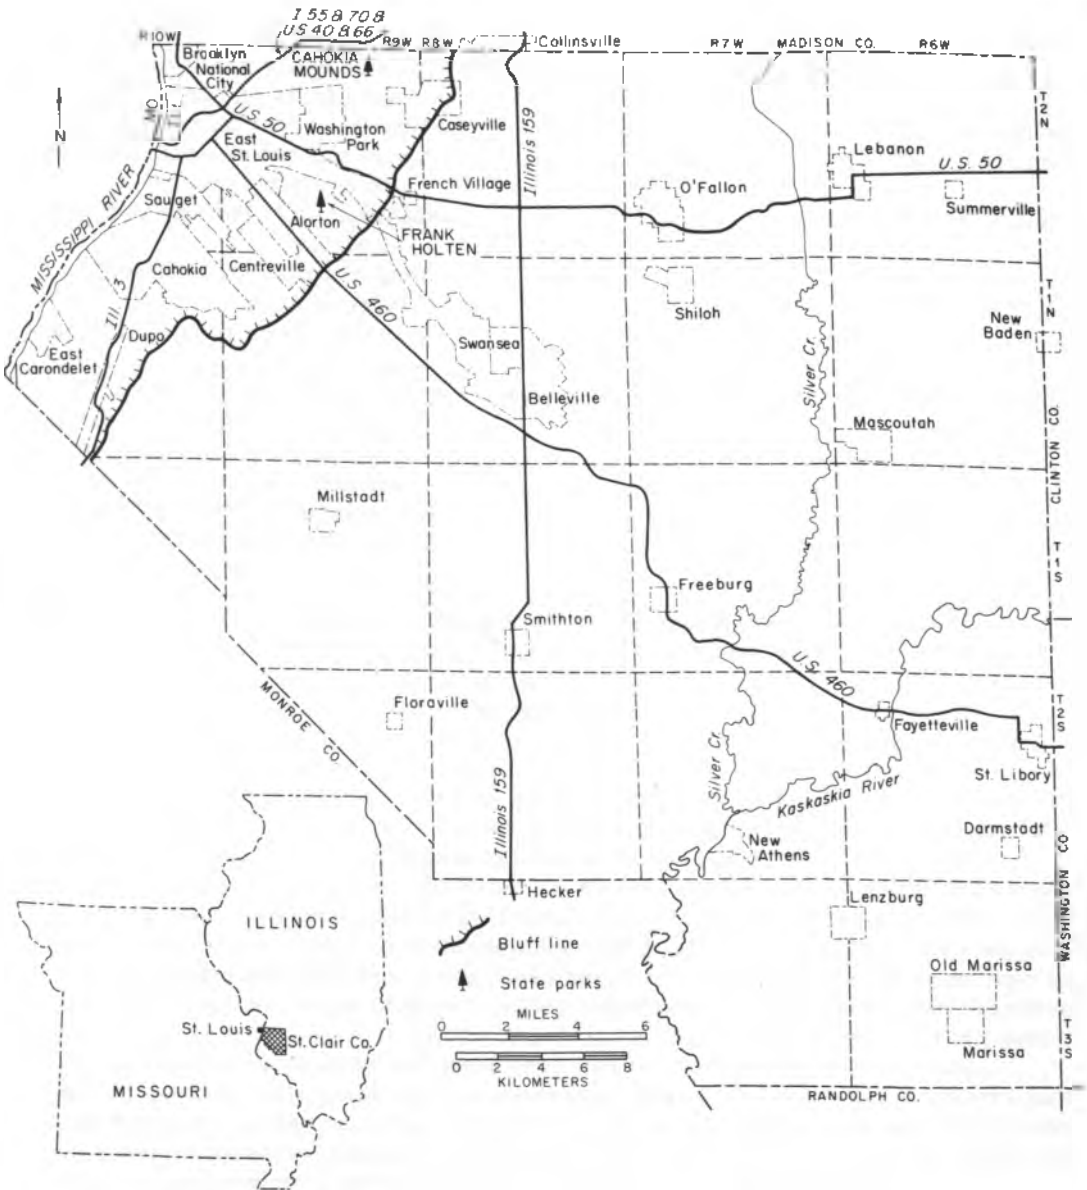 I 55 & 70 &
US 40 & 66
R10W
R9W
R8W
Collinsville
R7W
MADISON CO.
R6W
Brooklyn
National
City
CAHOKIA
MOUNDS
MO
N
U.S. 50
Washington
Park
Caseyville
Illinois 159
T2N
East
St. Louis
Lebanon
U.S. 50
French Village
O'Fallon
Summerville
MISSISSIPPI RIVER
Sauget
Alorton
FRANK
HOLTEN
Cahokia
Centreville
U.S. 460
Ill. 3
Shiloh
T1N
New
Baden
Dupo
East
Carondelet
Swansea
Silver Cr.
Belleville
Mascoutah
CLINTON CO.
Millstadt
T1S
Freeburg
Smithton
U.S. 460
MONROE CO.
Floraville
Fayetteville
T2S
St. Libory
Silver Cr.
Kaskaskia River
Illinois 159
New
Athens
Darmstadt
WASHINGTON CO
Hecker
Lenzburg
ILLINOIS
Bluff line
State parks
Old Marissa
MILES
0 2 4 6
St. Louis
St. Clair Co.
Marissa
T3S
0 2 4 6 8
KILOMETERS
MISSOURI
RANDOLPH CO.